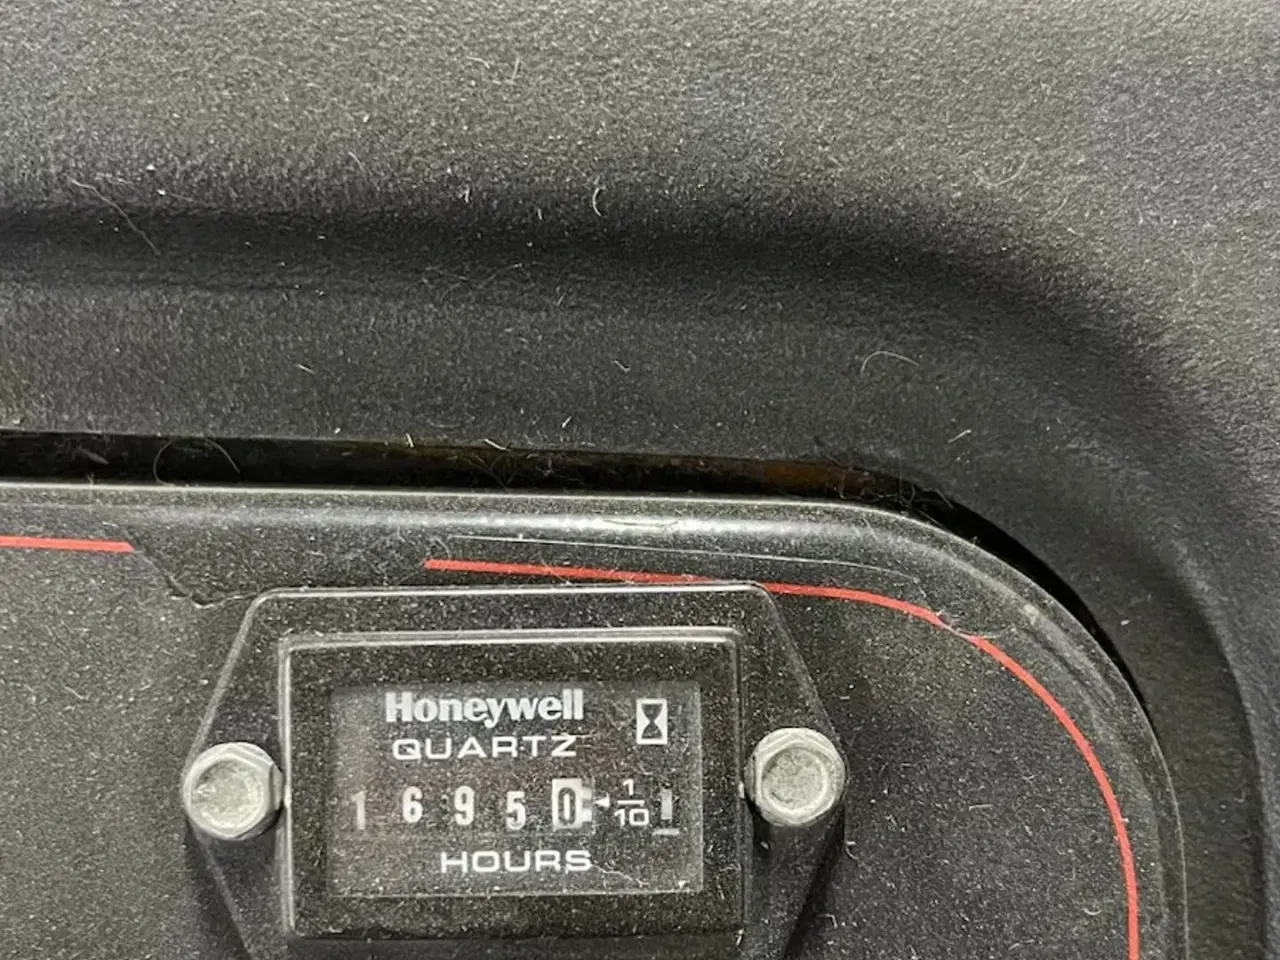 Honeywell
QUARTZ
1 6 9 5 0 ◄ 1/10
HOURS